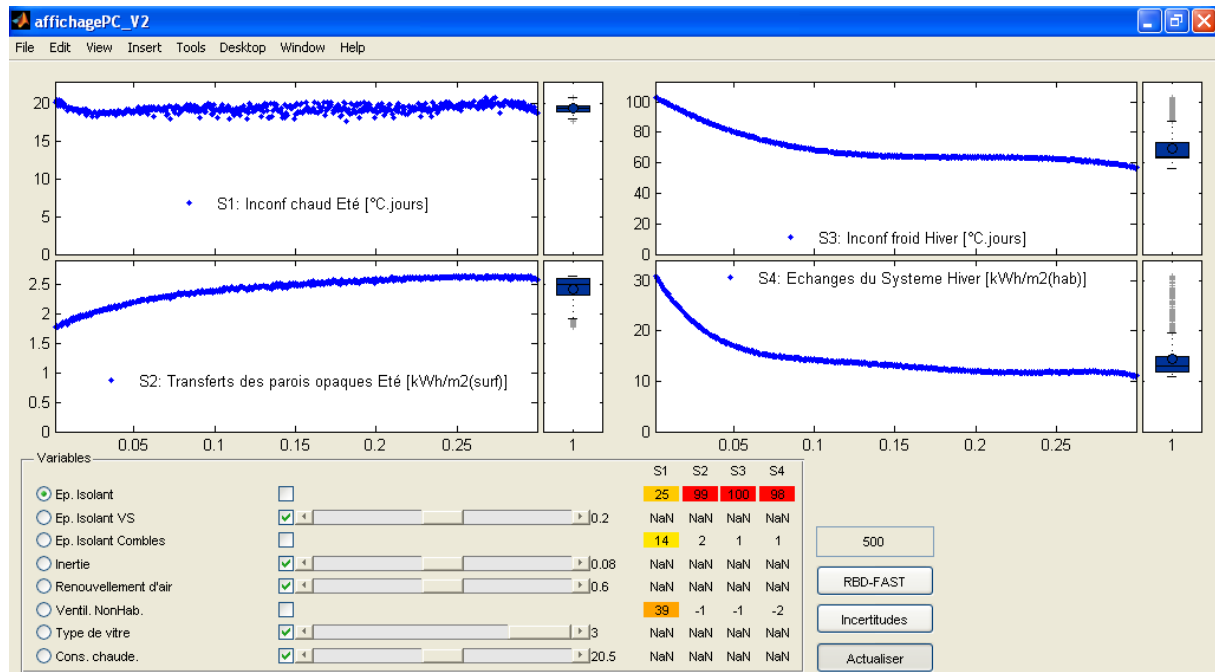 affichagePC_V2
File Edit View Insert Tools Desktop Window Help
20
15
10
5
0
S1: Inconf chaud Eté [°C.jours]
100
80
60
40
20
0
S3: Inconf froid Hiver [°C.jours]
2.5
2
1.5
1
0.5
0
S2: Transferts des parois opaques Eté [kWh/m2(surf)]
0.05 0.1 0.15 0.2 0.25 1
30
20
10
0
S4: Echanges du Systeme Hiver [kWh/m2(hab)]
0.05 0.1 0.15 0.2 0.25 1
Variables
S1 S2 S3 S4
Ep. Isolant 25 99 100 98
Ep. Isolant VS 0.2 NaN NaN NaN NaN
Ep. Isolant Combles 14 2 1 1
Inertie 0.08 NaN NaN NaN NaN
Renouvellement d'air 0.6 NaN NaN NaN NaN
Ventil. NonHab. 39 -1 -1 -2
Type de vitre 3 NaN NaN NaN NaN
Cons. chaude. 20.5 NaN NaN NaN NaN
500
RBD-FAST
Incertitudes
Actualiser